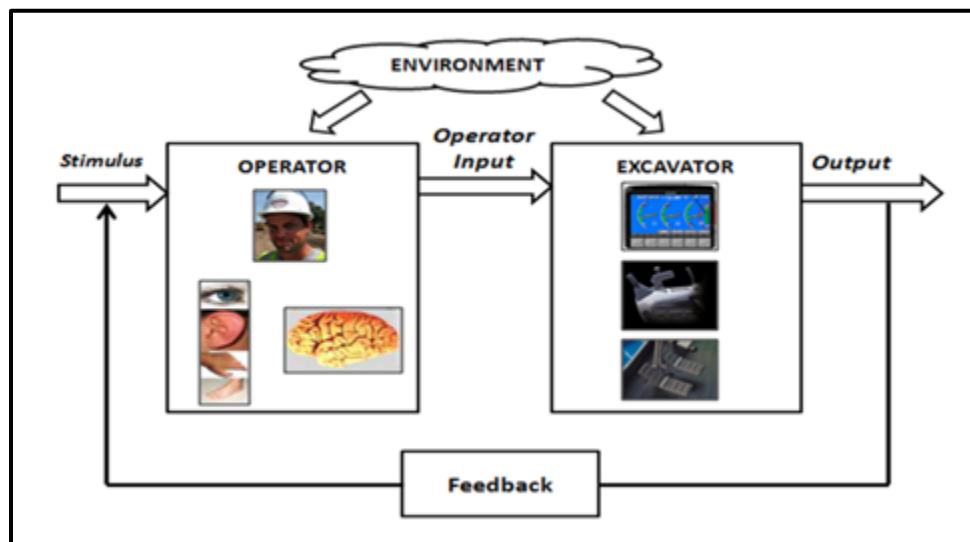 ENVIRONMENT
Stimulus
OPERATOR
Operator
Input
EXCAVATOR
Output
Feedback